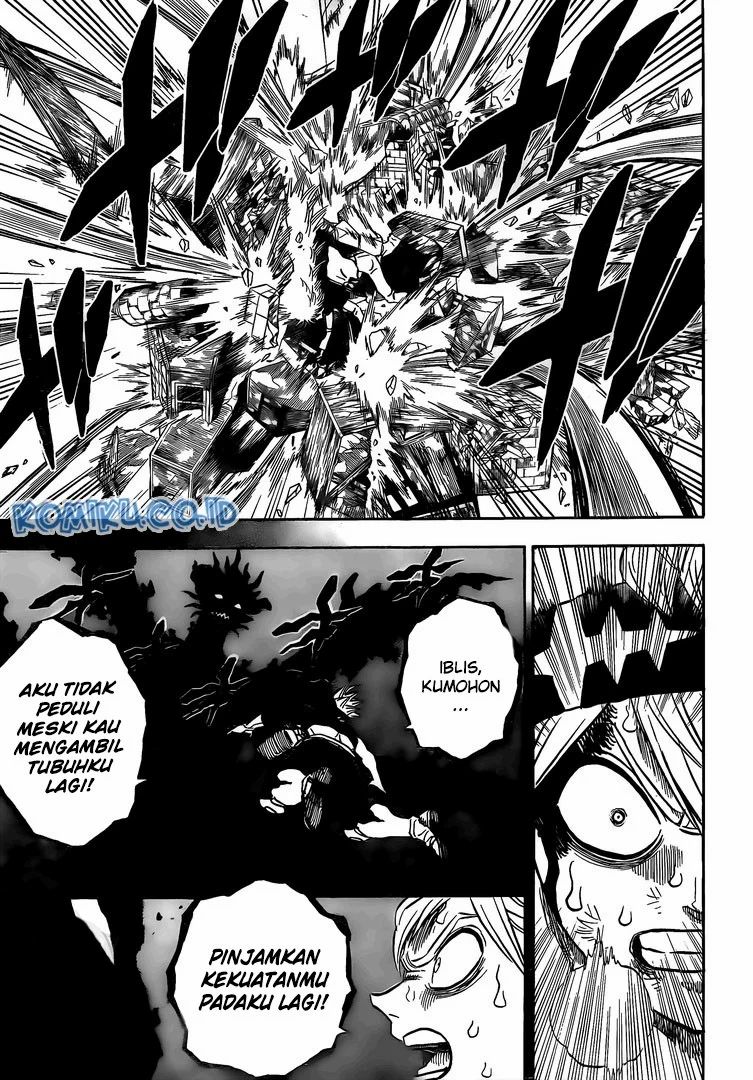 KOMIKU.CO.ID
IBLIS,
KUMOHON
...
AKU TIDAK
PEDULI
MESKI KAU
MENGAMBIL
TUBUHKU
LAGI!
PINJAMKAN
KEKUATANMU
PADAKU LAGI!